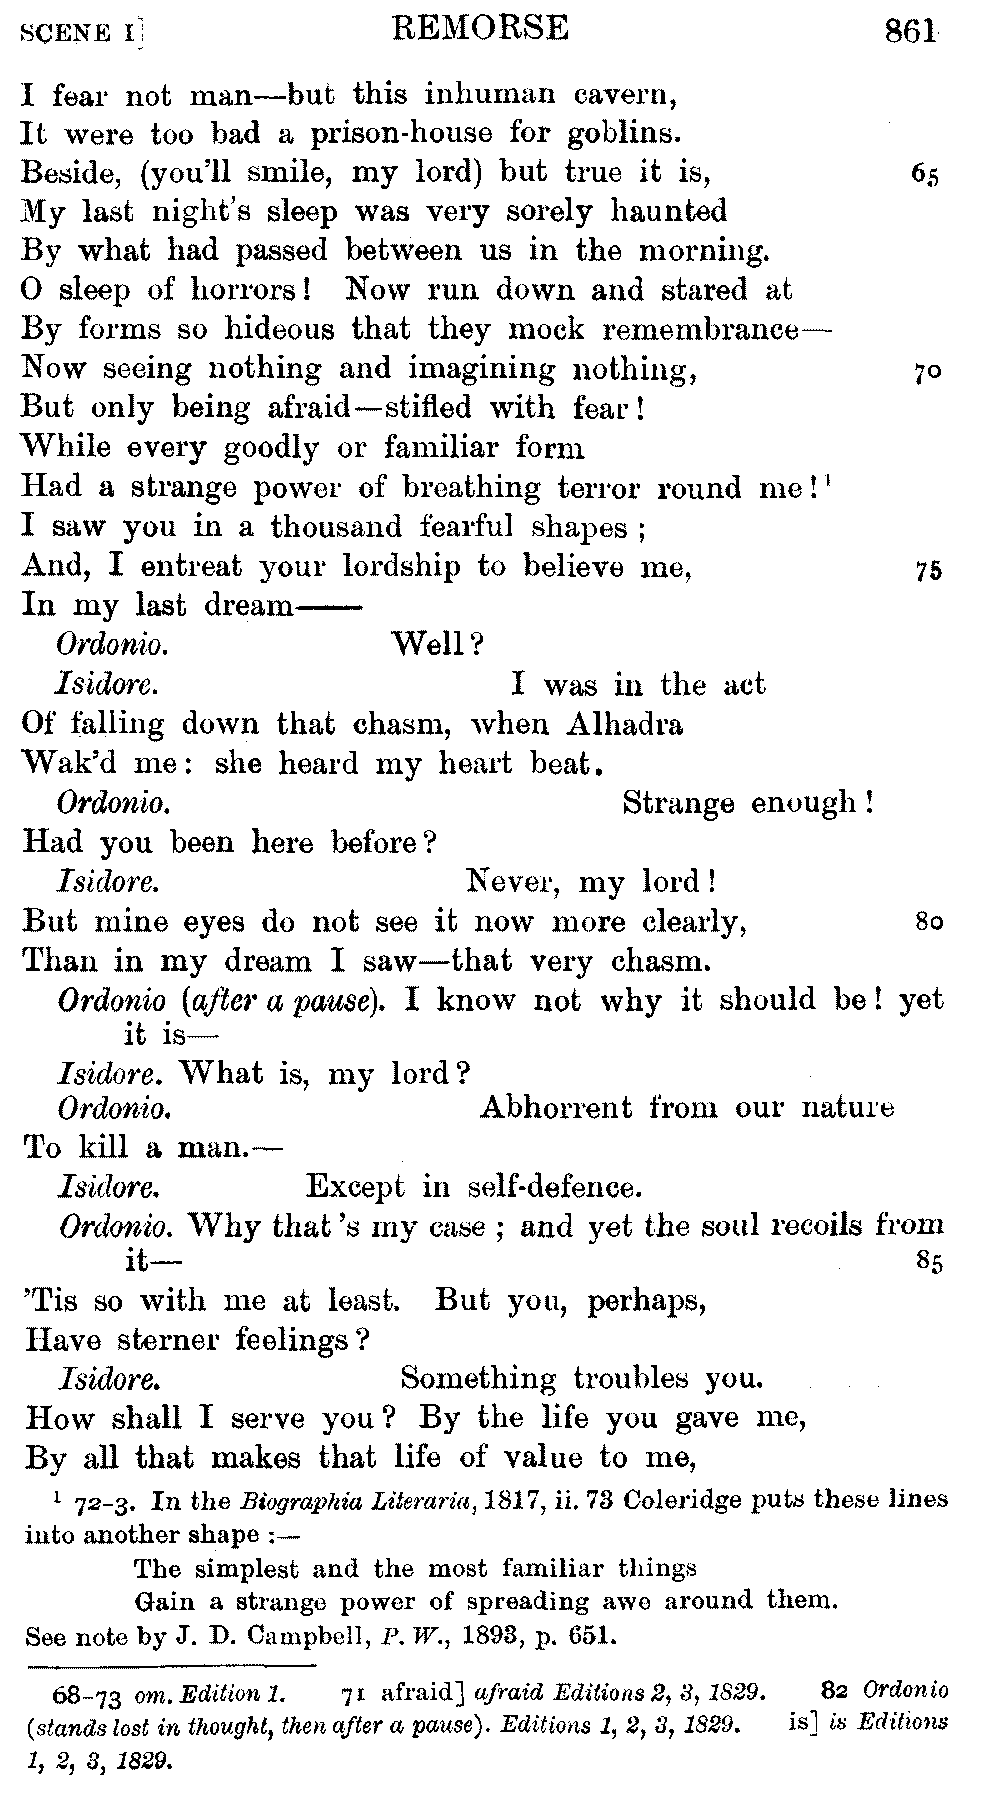 SCENE I] REMORSE 861
I fear not man—but this inhuman cavern,
It were too bad a prison-house for goblins.
Beside, (you'll smile, my lord) but true it is, 65
My last night's sleep was very sorely haunted
By what had passed between us in the morning.
O sleep of horrors! Now run down and stared at
By forms so hideous that they mock remembrance—
Now seeing nothing and imagining nothing, 70
But only being afraid—stifled with fear!
While every goodly or familiar form
Had a strange power of breathing terror round me!¹
I saw you in a thousand fearful shapes;
And, I entreat your lordship to believe me, 75
In my last dream——
Ordonio. Well?
Isidore. I was in the act
Of falling down that chasm, when Alhadra
Wak'd me: she heard my heart beat.
Ordonio. Strange enough!
Had you been here before?
Isidore. Never, my lord!
But mine eyes do not see it now more clearly, 80
Than in my dream I saw—that very chasm.
Ordonio (after a pause). I know not why it should be! yet
it is—
Isidore. What is, my lord?
Ordonio. Abhorrent from our nature
To kill a man.—
Isidore. Except in self-defence.
Ordonio. Why that's my case; and yet the soul recoils from
it— 85
'Tis so with me at least. But you, perhaps,
Have sterner feelings?
Isidore. Something troubles you.
How shall I serve you? By the life you gave me,
By all that makes that life of value to me,
¹ 72-3. In the Biographia Literaria, 1817, ii. 73 Coleridge puts these lines
into another shape:—
The simplest and the most familiar things
Gain a strange power of spreading awe around them.
See note by J. D. Campbell, P. W., 1893, p. 651.
68-73 om. Edition 1. 71 afraid] afraid Editions 2, 3, 1829. 82 Ordonio
(stands lost in thought, then after a pause). Editions 1, 2, 3, 1829. is] is Editions
1, 2, 3, 1829.